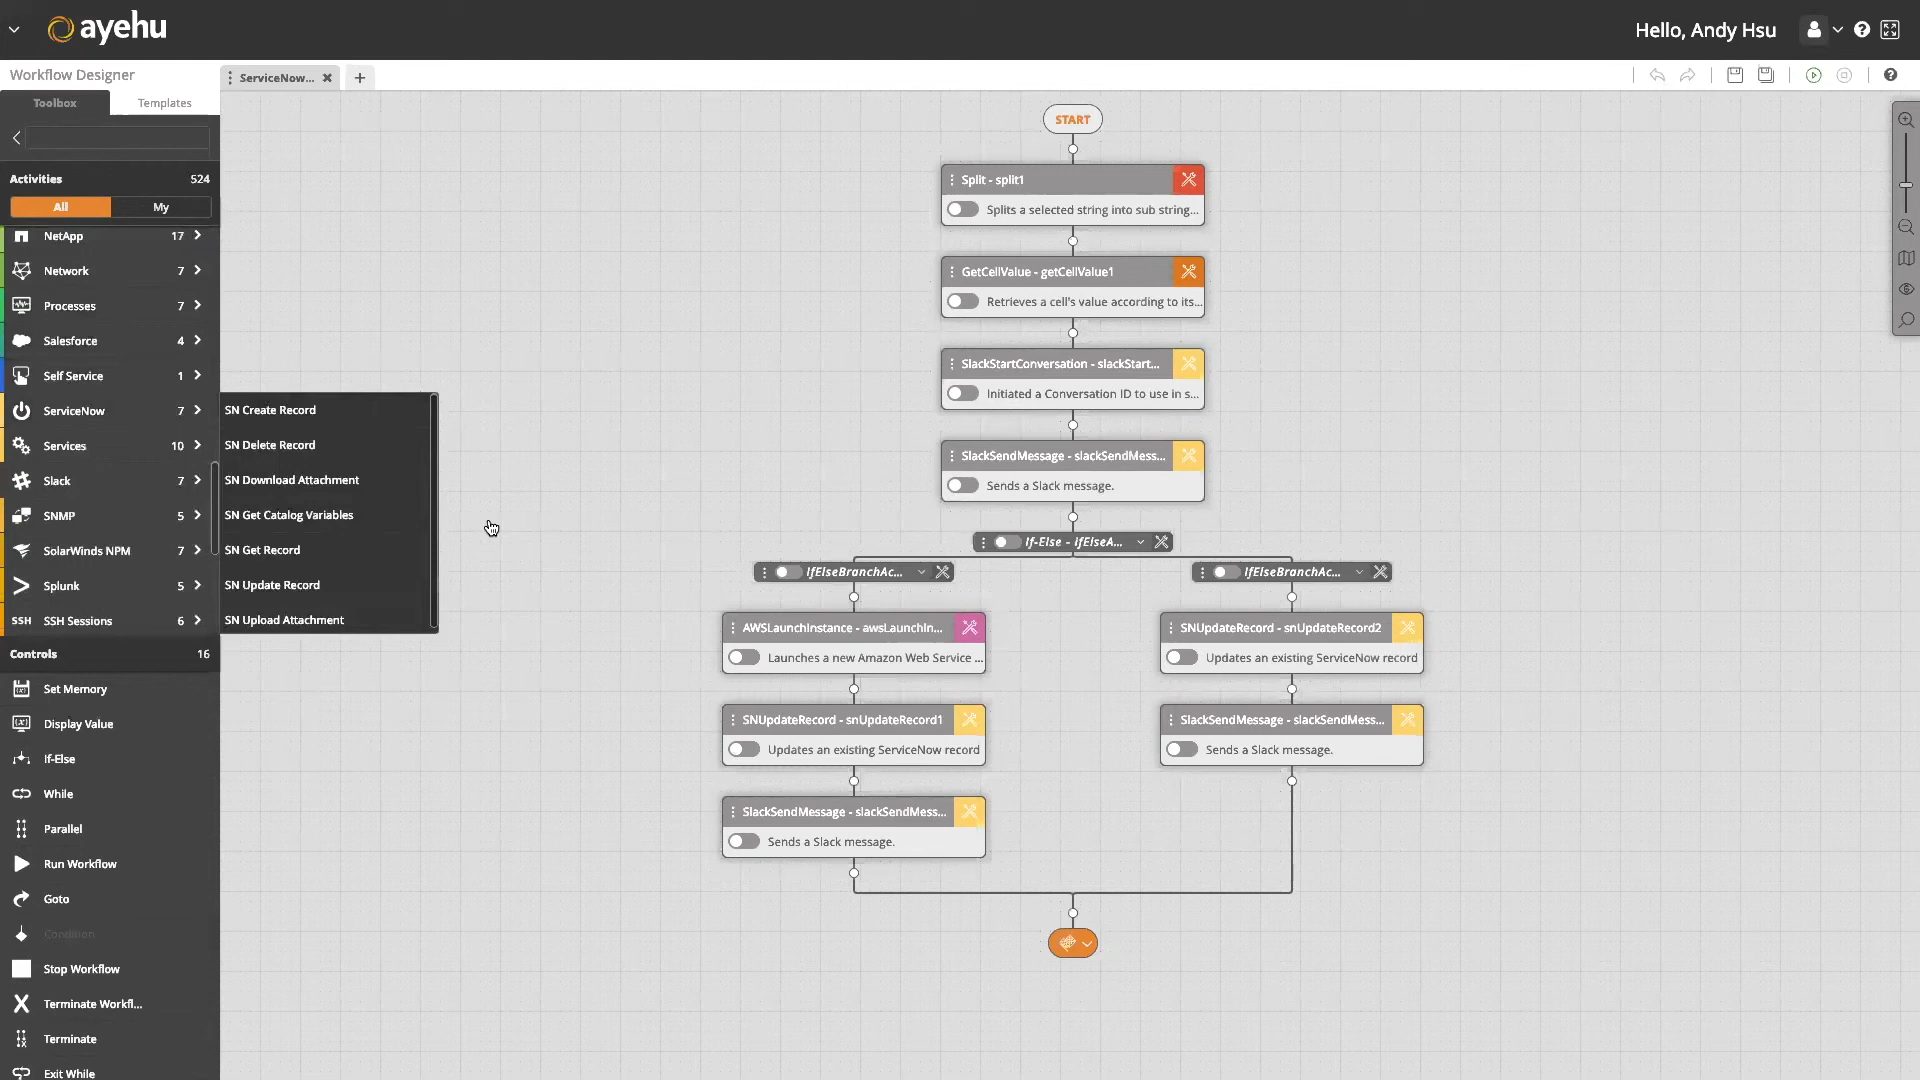 ayehu
Hello, Andy Hsu
Workflow Designer
ServiceNow...
Toolbox
Templates
Activities 524
All
My
NetApp 17
Network 7
Processes 7
Salesforce 4
Self Service 1
ServiceNow 7
Services 10
Slack 7
SNMP 5
SolarWinds NPM 7
Splunk 5
SSH SSH Sessions 6
SN Create Record
SN Delete Record
SN Download Attachment
SN Get Catalog Variables
SN Get Record
SN Update Record
SN Upload Attachment
Controls 16
Set Memory
Display Value
If-Else
While
Parallel
Run Workflow
Goto
Condition
Stop Workflow
Terminate Workfl...
Terminate
Exit While
START
Split - split1
Splits a selected string into sub string...
GetCellValue - getCellValue1
Retrieves a cell's value according to its...
SlackStartConversation - slackStart...
Initiated a Conversation ID to use in s...
SlackSendMessage - slackSendMess...
Sends a Slack message.
If-Else - IfElseA...
IfElseBranchAc...
IfElseBranchAc...
AWSLaunchInstance - awsLaunchIn...
Launches a new Amazon Web Service ...
SNUpdateRecord - snUpdateRecord1
Updates an existing ServiceNow record
SlackSendMessage - slackSendMess...
Sends a Slack message.
SNUpdateRecord - snUpdateRecord2
Updates an existing ServiceNow record
SlackSendMessage - slackSendMess...
Sends a Slack message.